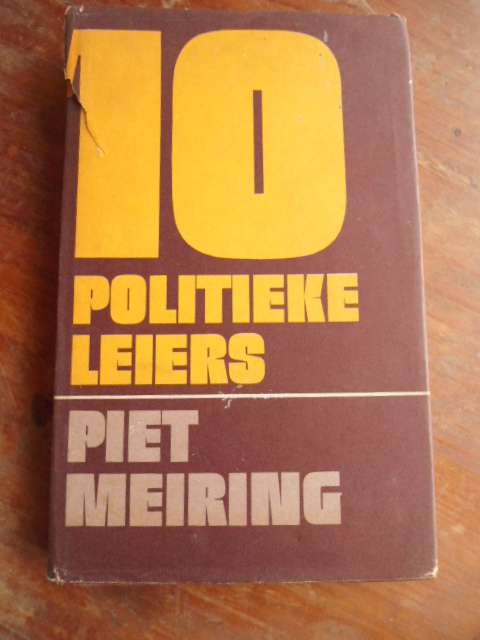 10
POLITIEKE
LEIERS
PIET
MEIRING